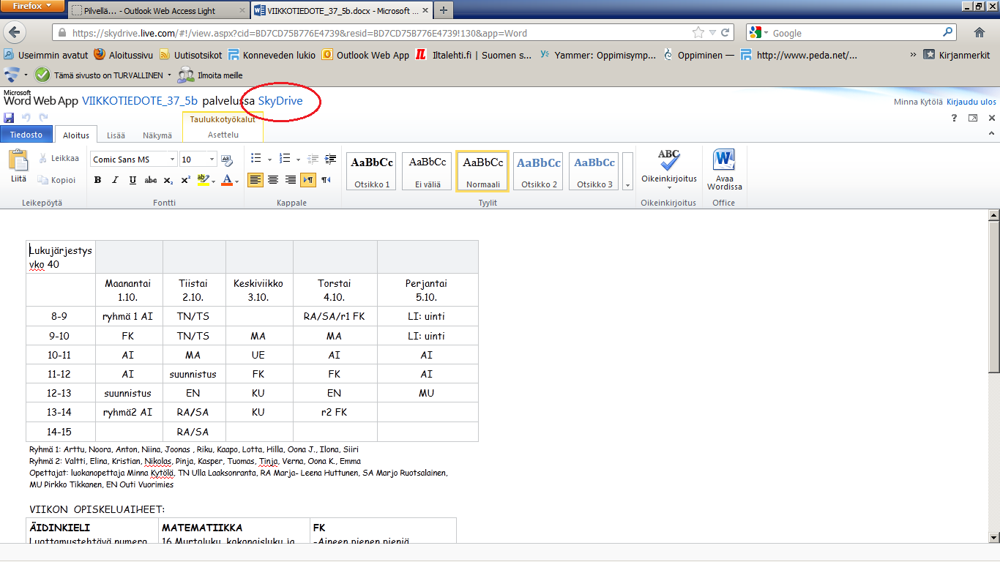 Firefox
Pilvellä... - Outlook Web Access Light
VIIKKOTIEDOTE_37_5b.docx - Microsoft ...
https://skydrive.live.com/#!/view.aspx?cid=BD7CD75B776E4739&resid=BD7CD75B776E4739!130&app=Word
Google
Useimmin avatut Aloitussivu Uutisotsikot Konneveden lukio Outlook Web App Iltalehti.fi | Suomen s... Yammer: Oppimisymp... Oppiminen — http://www.peda.net/... » Kirjanmerkit
Tämä sivusto on TURVALLINEN Ilmoita meille
Microsoft
Word Web App VIIKKOTIEDOTE_37_5b palvelussa SkyDrive
Minna Kytölä Kirjaudu ulos
Taulukkotyökalut
Tiedosto Aloitus Lisää Näkymä Asettelu
Liitä
Leikkaa
Kopioi
Leikepöytä
Comic Sans MS 10
B I U abc x₂ x² ab A
Fontti
Kappale
AaBbCc AaBbCc AaBbCc AaBbCc AaBbCc
Otsikko 1 Ei väliä Normaali Otsikko 2 Otsikko 3
Tyylit
ABC
Oikeinkirjoitus
Oikeinkirjoitus
Avaa
Wordissa
Office
Lukujärjestys
vko 40
Maanantai Tiistai Keskiviikko Torstai Perjantai
1.10. 2.10. 3.10. 4.10. 5.10.
8-9 ryhmä 1 AI TN/TS RA/SA/r1 FK LI: uinti
9-10 FK TN/TS MA MA LI: uinti
10-11 AI MA UE AI AI
11-12 AI suunnistus FK FK AI
12-13 suunnistus EN KU EN MU
13-14 ryhmä2 AI RA/SA KU r2 FK
14-15 RA/SA
Ryhmä 1: Arttu, Noora, Anton, Niina, Joonas , Riku, Kaapo, Lotta, Hilla, Oona J., Ilona, Siiri
Ryhmä 2: Valtti, Elina, Kristian, Nikolas, Pinja, Kasper, Tuomas, Tinja, Verna, Oona K., Emma
Opettajat: luokanopettaja Minna Kytölä, TN Ulla Laaksonranta, RA Marja- Leena Huttunen, SA Marjo Ruotsalainen,
MU Pirkko Tikkanen, EN Outi Vuorimies
VIIKON OPISKELUAIHEET:
ÄIDINKIELI MATEMATIIKKA FK
Luottamustehtävä numero 16 Murtoluku, kokonaisluku ja -Aineen pienen pieniä